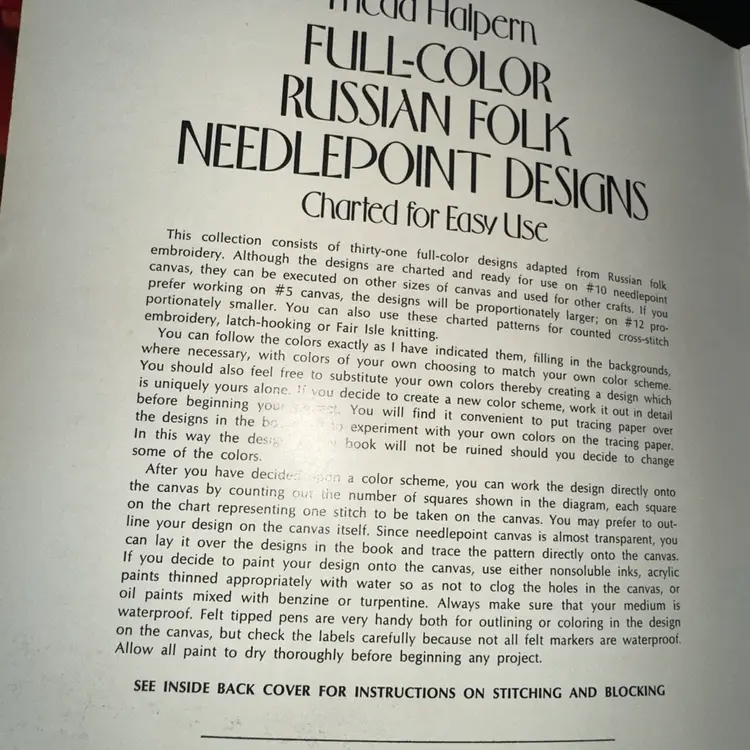 Halpern
FULL-COLOR
RUSSIAN FOLK
NEEDLEPOINT DESIGNS
Charted for Easy Use
This collection consists of thirty-one full-color designs adapted from Russian folk
embroidery. Although the designs are charted and ready for use on #10 needlepoint
canvas, they can be executed on other sizes of canvas and used for other crafts. If you
prefer working on #5 canvas, the designs will be proportionately larger; on #12 pro-
portionately smaller. You can also use these charted patterns for counted cross-stitch
embroidery, latch-hooking or Fair Isle knitting.
You can follow the colors exactly as I have indicated them, filling in the backgrounds,
where necessary, with colors of your own choosing to match your own color scheme.
You should also feel free to substitute your own colors thereby creating a design which
is uniquely yours alone. If you decide to create a new color scheme, work it out in detail
before beginning your project. You will find it convenient to put tracing paper over
the designs in the to experiment with your own colors on the tracing paper.
In this way the book will not be ruined should you decide to change
some of the colors.
After you have decided upon a color scheme, you can work the design directly onto
the canvas by counting out the number of squares shown in the diagram, each square
on the chart representing one stitch to be taken on the canvas. You may prefer to out-
line your design on the canvas itself. Since needlepoint canvas is almost transparent, you
can lay it over the designs in the book and trace the pattern directly onto the canvas.
If you decide to paint your design onto the canvas, use either nonsoluble inks, acrylic
paints thinned appropriately with water so as not to clog the holes in the canvas, or
oil paints mixed with benzine or turpentine. Always make sure that your medium is
waterproof. Felt tipped pens are very handy both for outlining or coloring in the design
on the canvas, but check the labels carefully because not all felt markers are waterproof.
Allow all paint to dry thoroughly before beginning any project.
SEE INSIDE BACK COVER FOR INSTRUCTIONS ON STITCHING AND BLOCKING